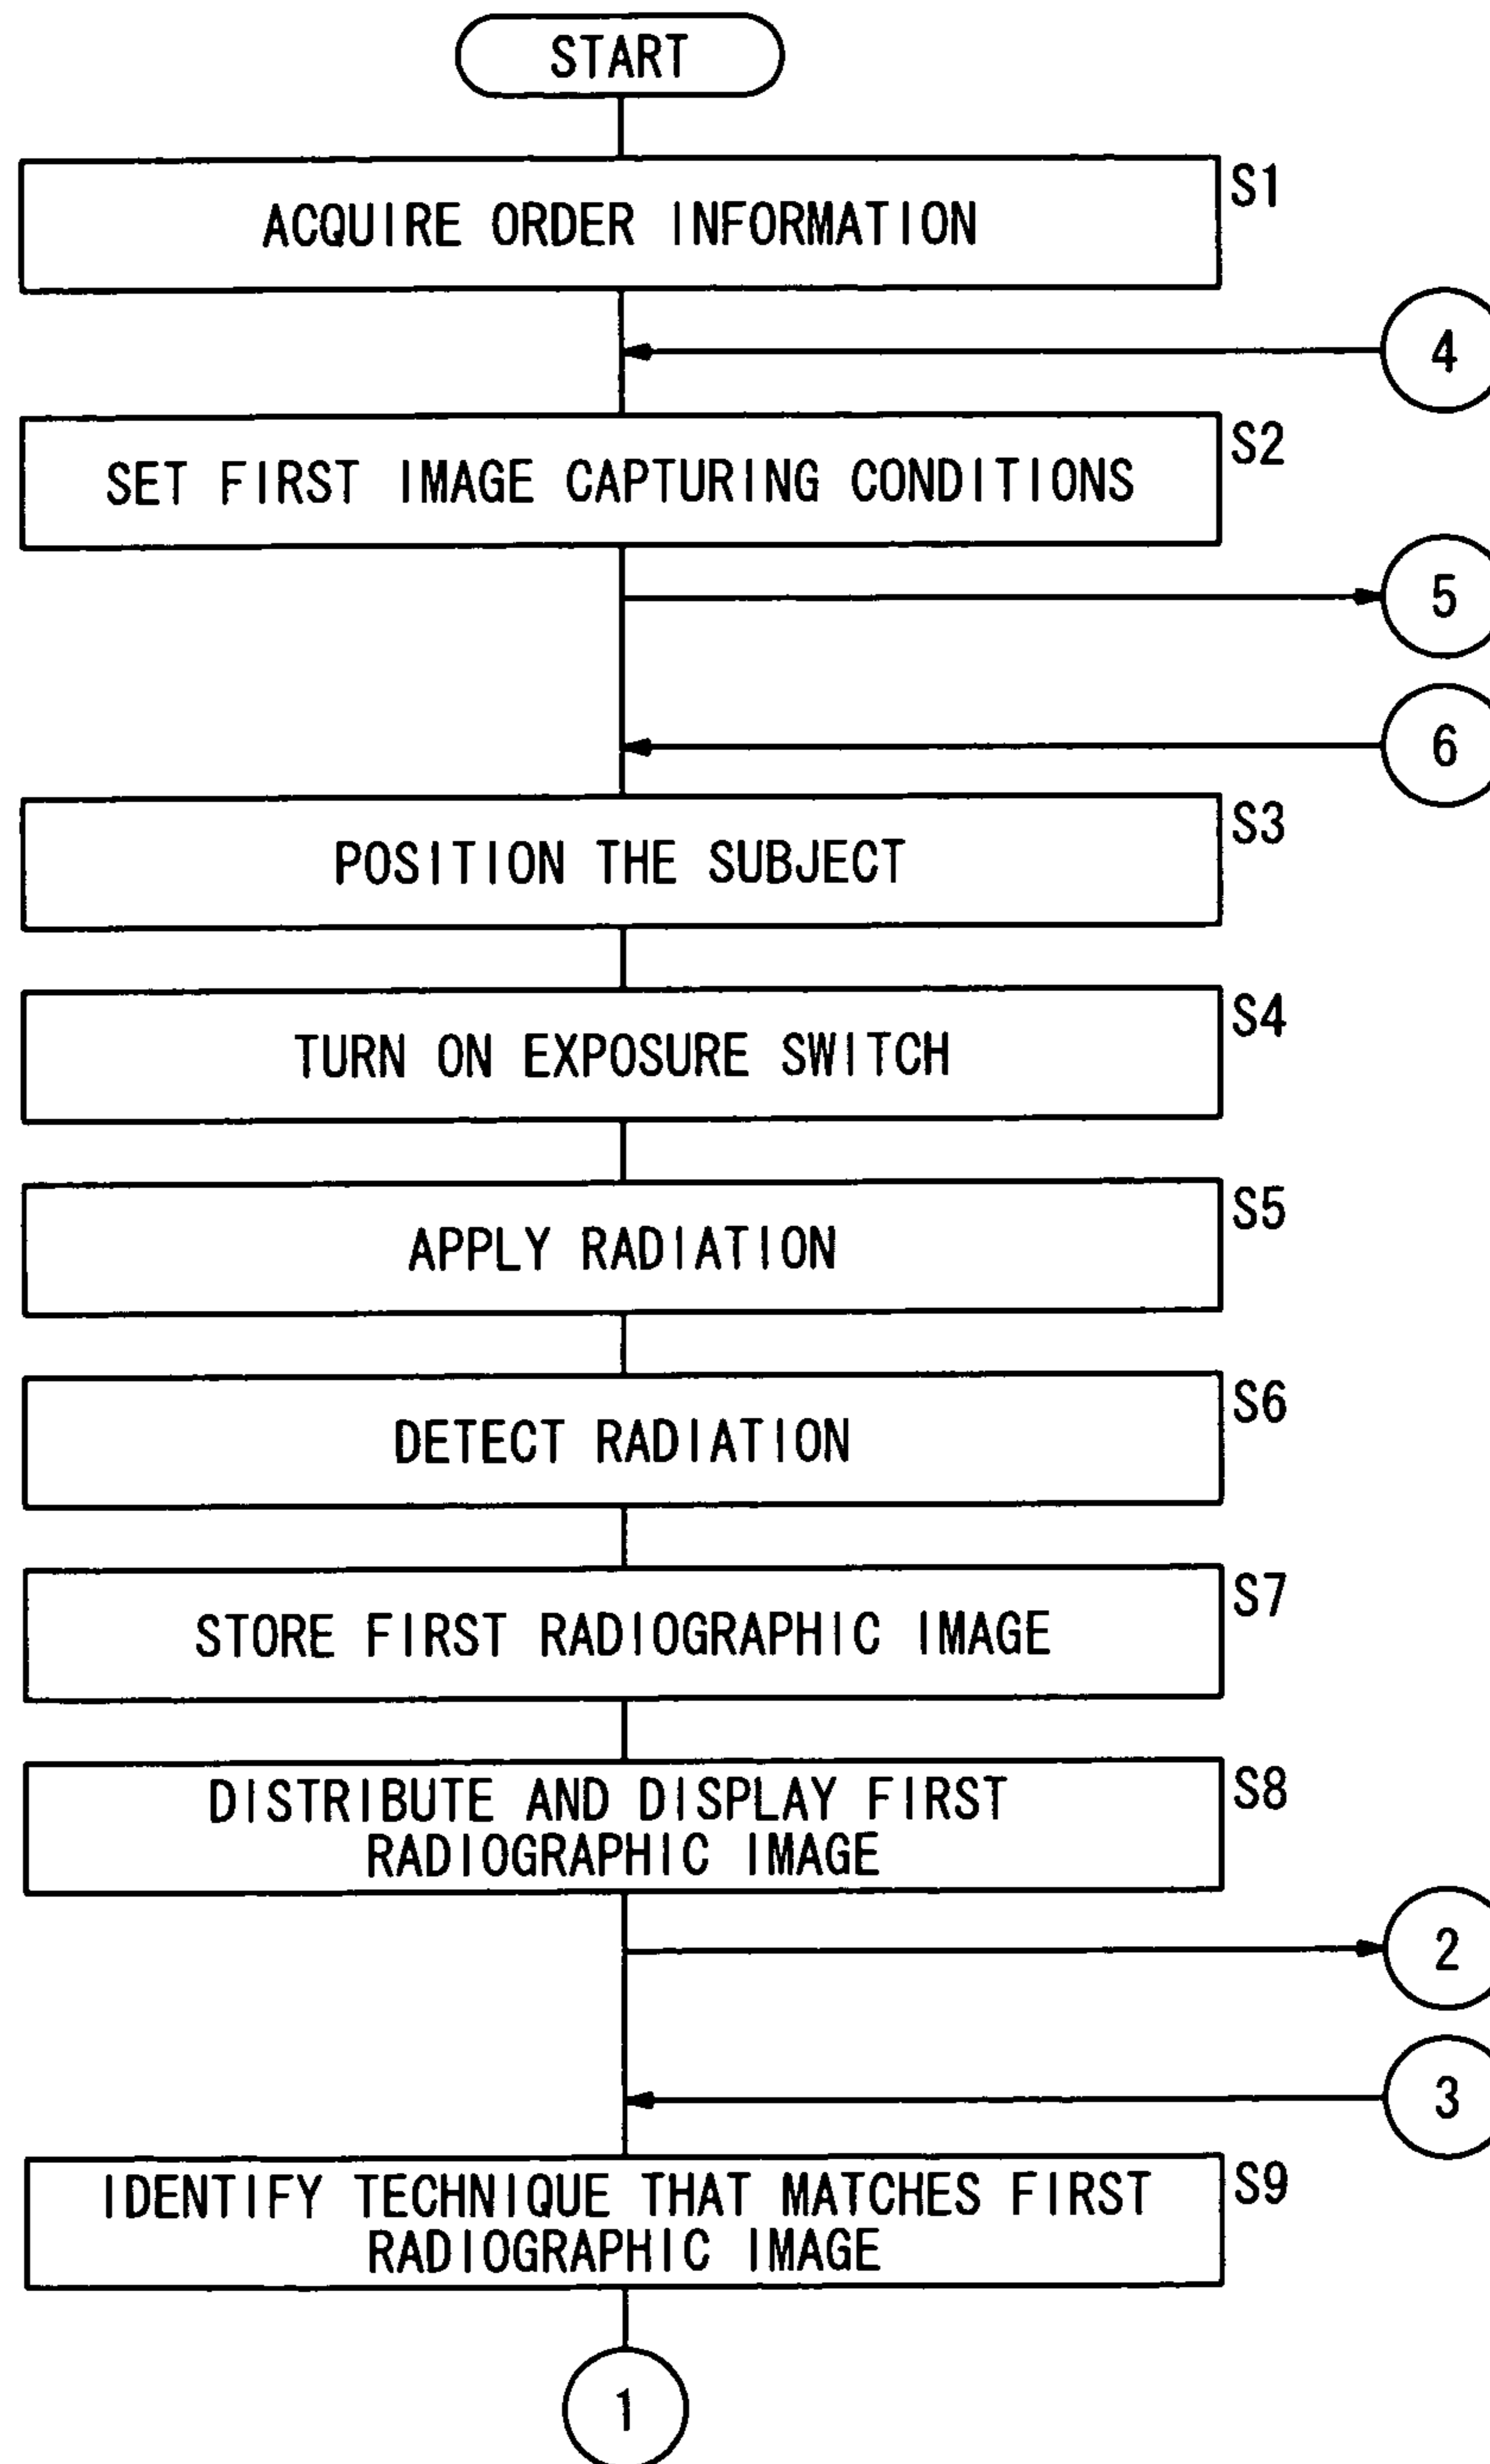 START
S1
ACQUIRE ORDER INFORMATION
4
S2
SET FIRST IMAGE CAPTURING CONDITIONS
5
6
S3
POSITION THE SUBJECT
S4
TURN ON EXPOSURE SWITCH
S5
APPLY RADIATION
S6
DETECT RADIATION
S7
STORE FIRST RADIOGRAPHIC IMAGE
S8
DISTRIBUTE AND DISPLAY FIRST
RADIOGRAPHIC IMAGE
2
3
S9
IDENTIFY TECHNIQUE THAT MATCHES FIRST
RADIOGRAPHIC IMAGE
1